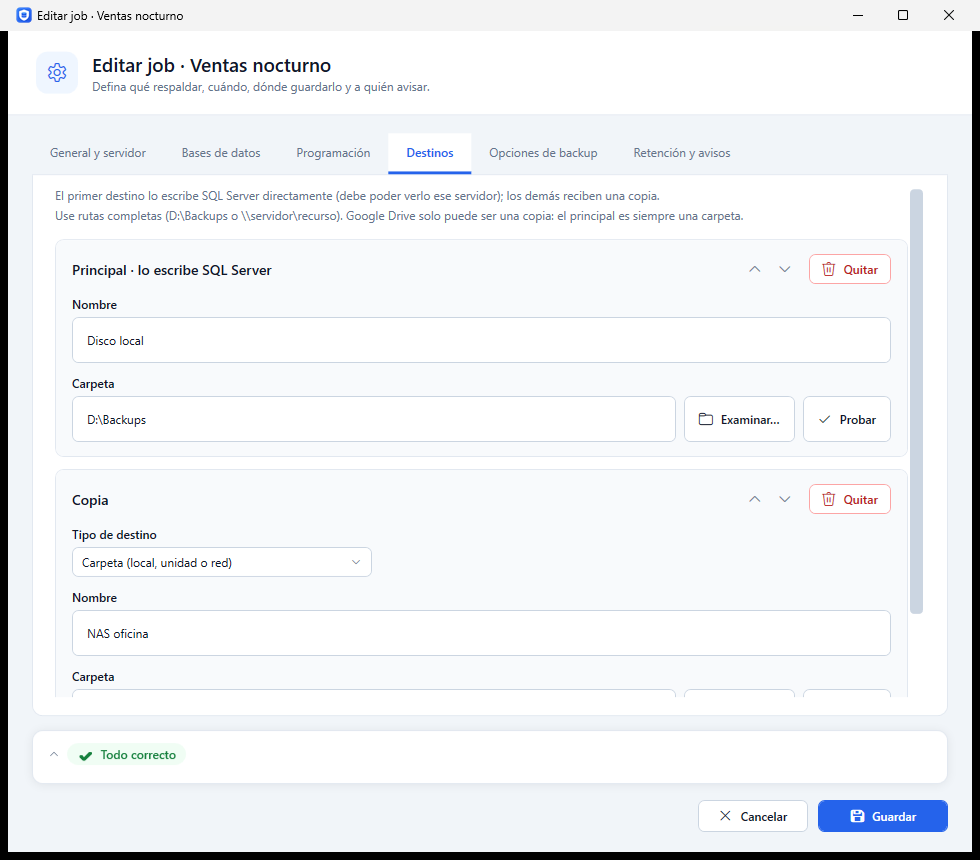 Editar job · Ventas nocturno
Editar job · Ventas nocturno
Defina qué respaldar, cuándo, dónde guardarlo y a quién avisar.
General y servidor
Bases de datos
Programación
Destinos
Opciones de backup
Retención y avisos
El primer destino lo escribe SQL Server directamente (debe poder verlo ese servidor); los demás reciben una copia.
Use rutas completas (D:\Backups o \\servidor\recurso). Google Drive solo puede ser una copia: el principal es siempre una carpeta.
Principal · lo escribe SQL Server
Quitar
Nombre
Disco local
Carpeta
D:\Backups
Examinar...
Probar
Copia
Quitar
Tipo de destino
Carpeta (local, unidad o red)
Nombre
NAS oficina
Carpeta
Todo correcto
Cancelar
Guardar